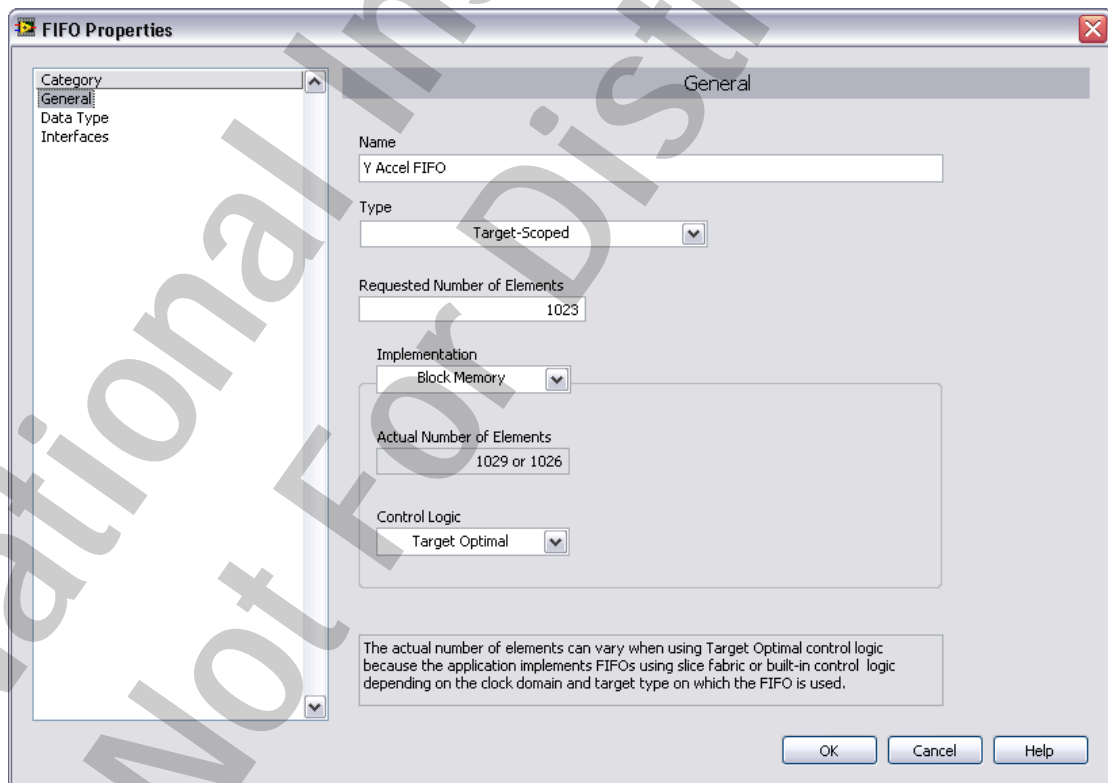 FIFO Properties
Category
General
Data Type
Interfaces
General
Name
Y Accel FIFO
Type
Target-Scoped
Requested Number of Elements
1023
Implementation
Block Memory
Actual Number of Elements
1029 or 1026
Control Logic
Target Optimal
The actual number of elements can vary when using Target Optimal control logic
because the application implements FIFOs using slice fabric or built-in control logic
depending on the clock domain and target type on which the FIFO is used.
OK Cancel Help
Not For